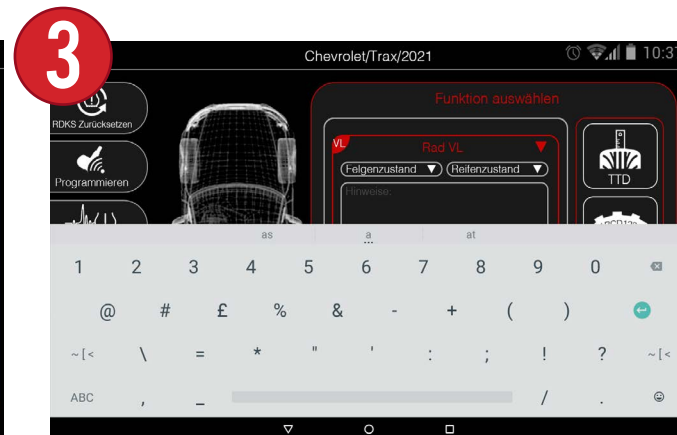 3
Chevrolet/Trax/2021
10:37
Funktion auswählen
RDKS Zurücksetzen
VL
Rad VL
Felgenzustand
Reifenzustand
Hinweise:
TTD
Programmieren
as a at
1 2 3 4 5 6 7 8 9 0
@ # £ % & - + ( )
~ [ < \ = * " ' : ; ! ? ~ [ <
ABC , _ / .